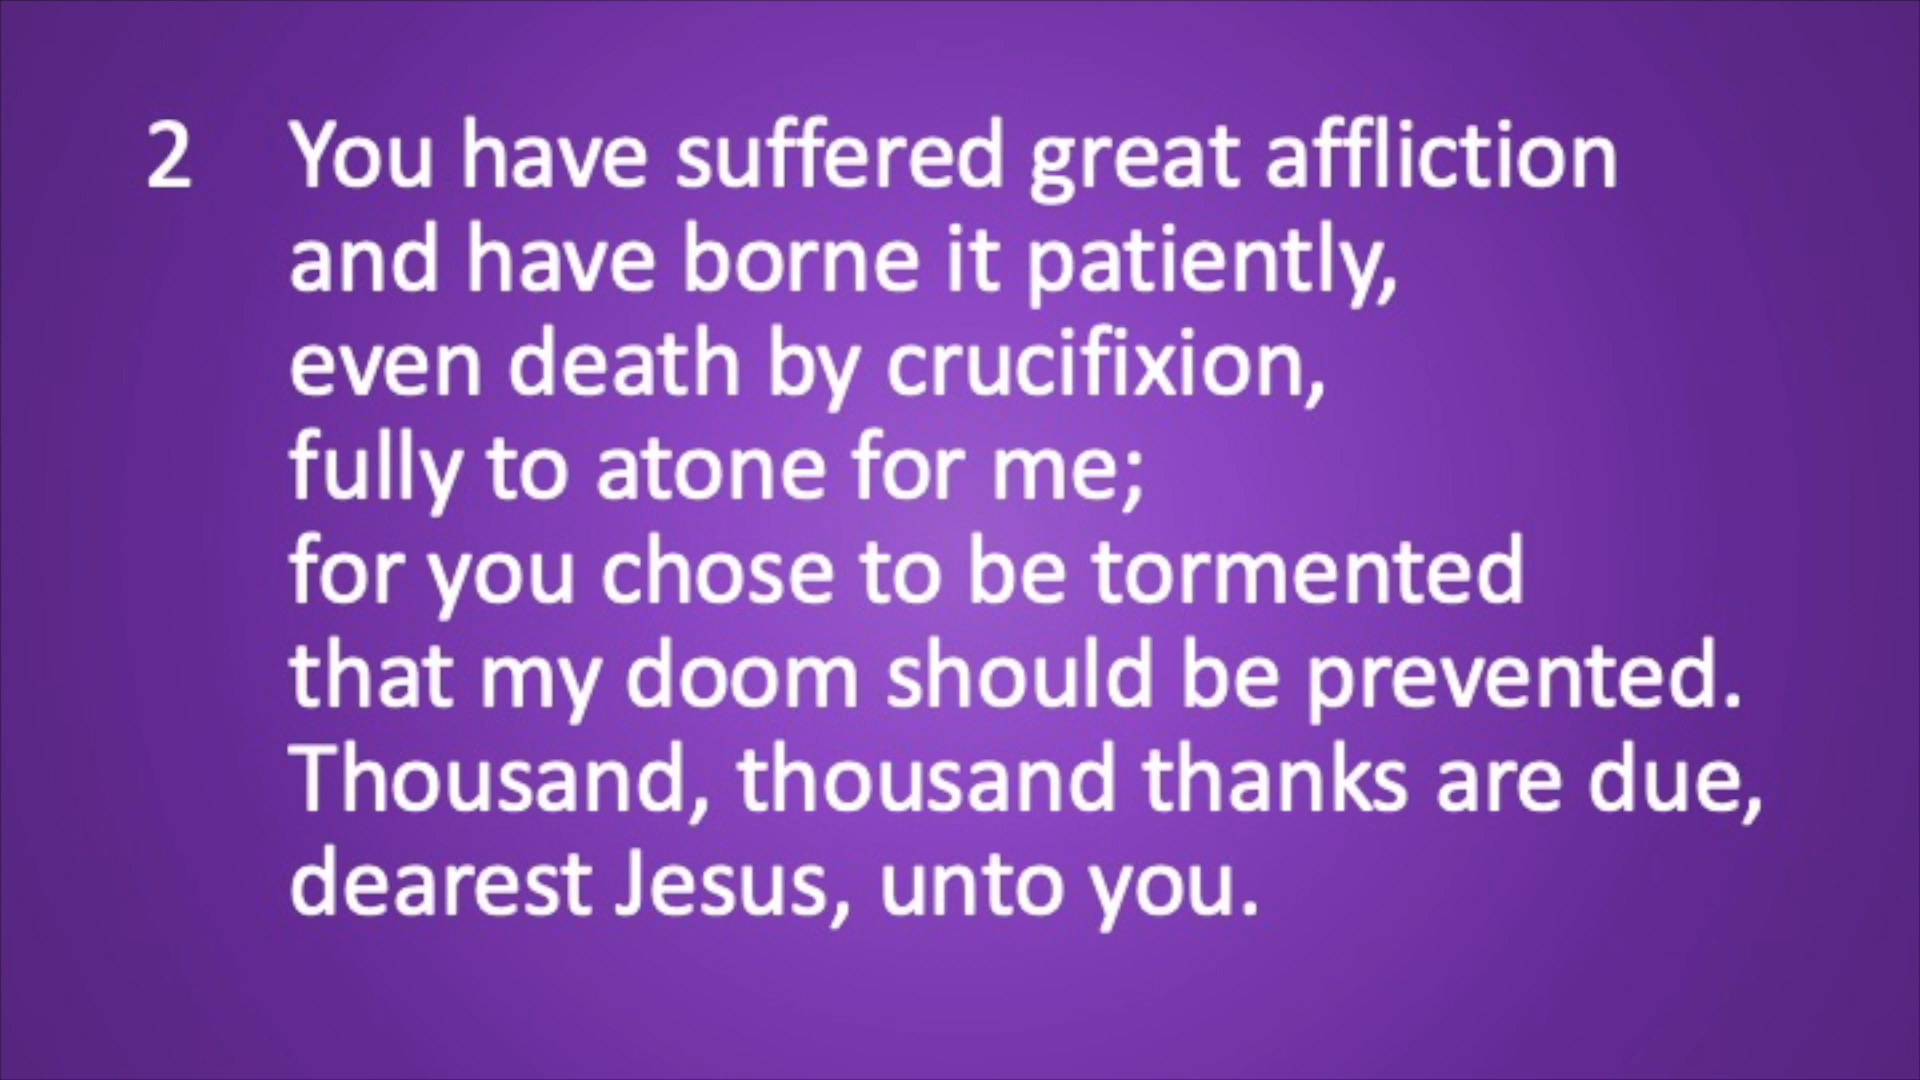 2 You have suffered great affliction
and have borne it patiently,
even death by crucifixion,
fully to atone for me;
for you chose to be tormented
that my doom should be prevented.
Thousand, thousand thanks are due,
dearest Jesus, unto you.